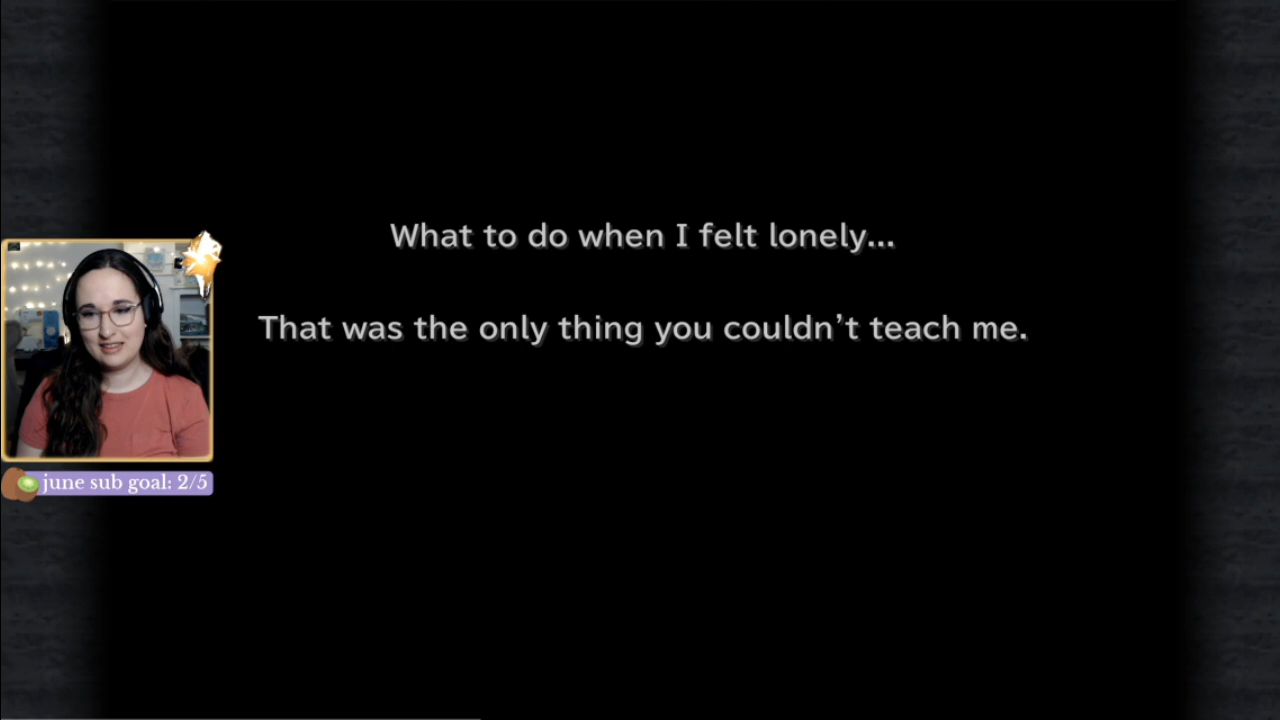 What to do when I felt lonely...
That was the only thing you couldn't teach me.
june sub goal: 2/5